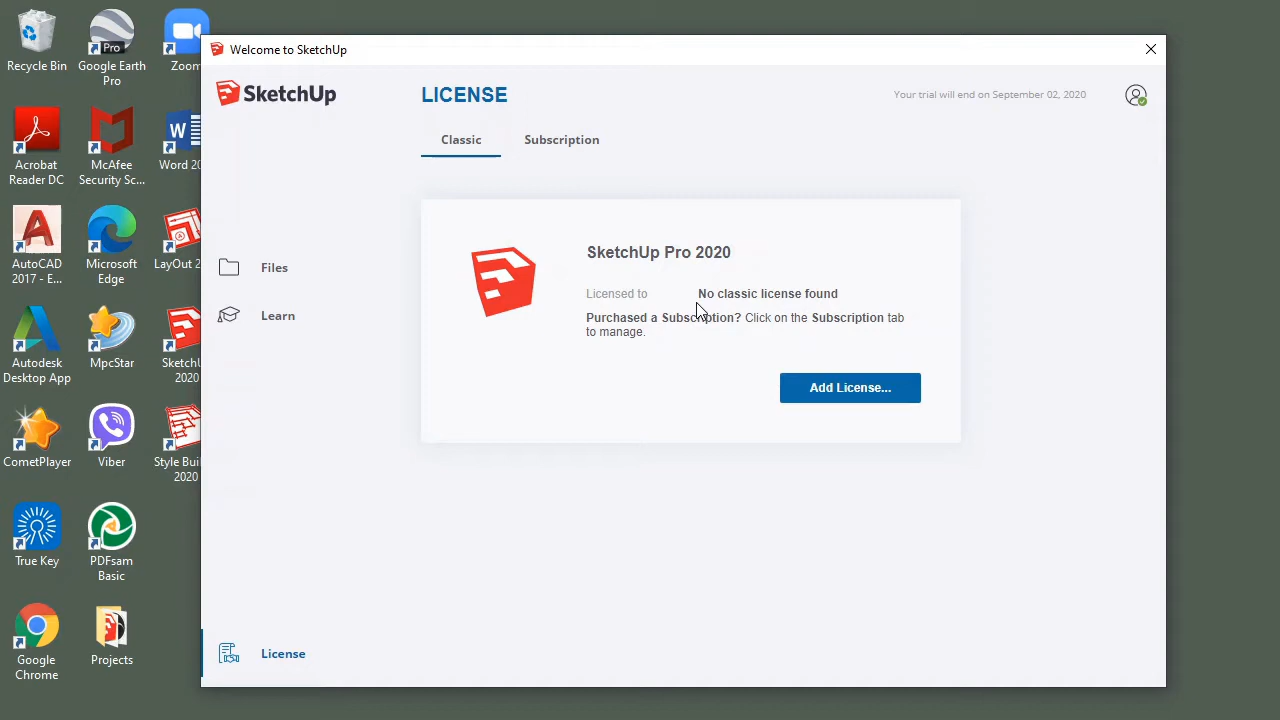 Recycle Bin
Google Earth
Pro
Pro
Zoom
Acrobat
Reader DC
McAfee
Security Sc...
Word 20
AutoCAD
2017 - E...
Microsoft
Edge
LayOut 2
Autodesk
Desktop App
MpcStar
SketchU
2020
CometPlayer
Viber
Style Buil
2020
True Key
PDFsam
Basic
Google
Chrome
Projects
Welcome to SketchUp
SketchUp
LICENSE
Your trial will end on September 02, 2020
Classic
Subscription
Files
Learn
License
SketchUp Pro 2020
Licensed to
No classic license found
Purchased a Subscription? Click on the Subscription tab
to manage.
Add License...